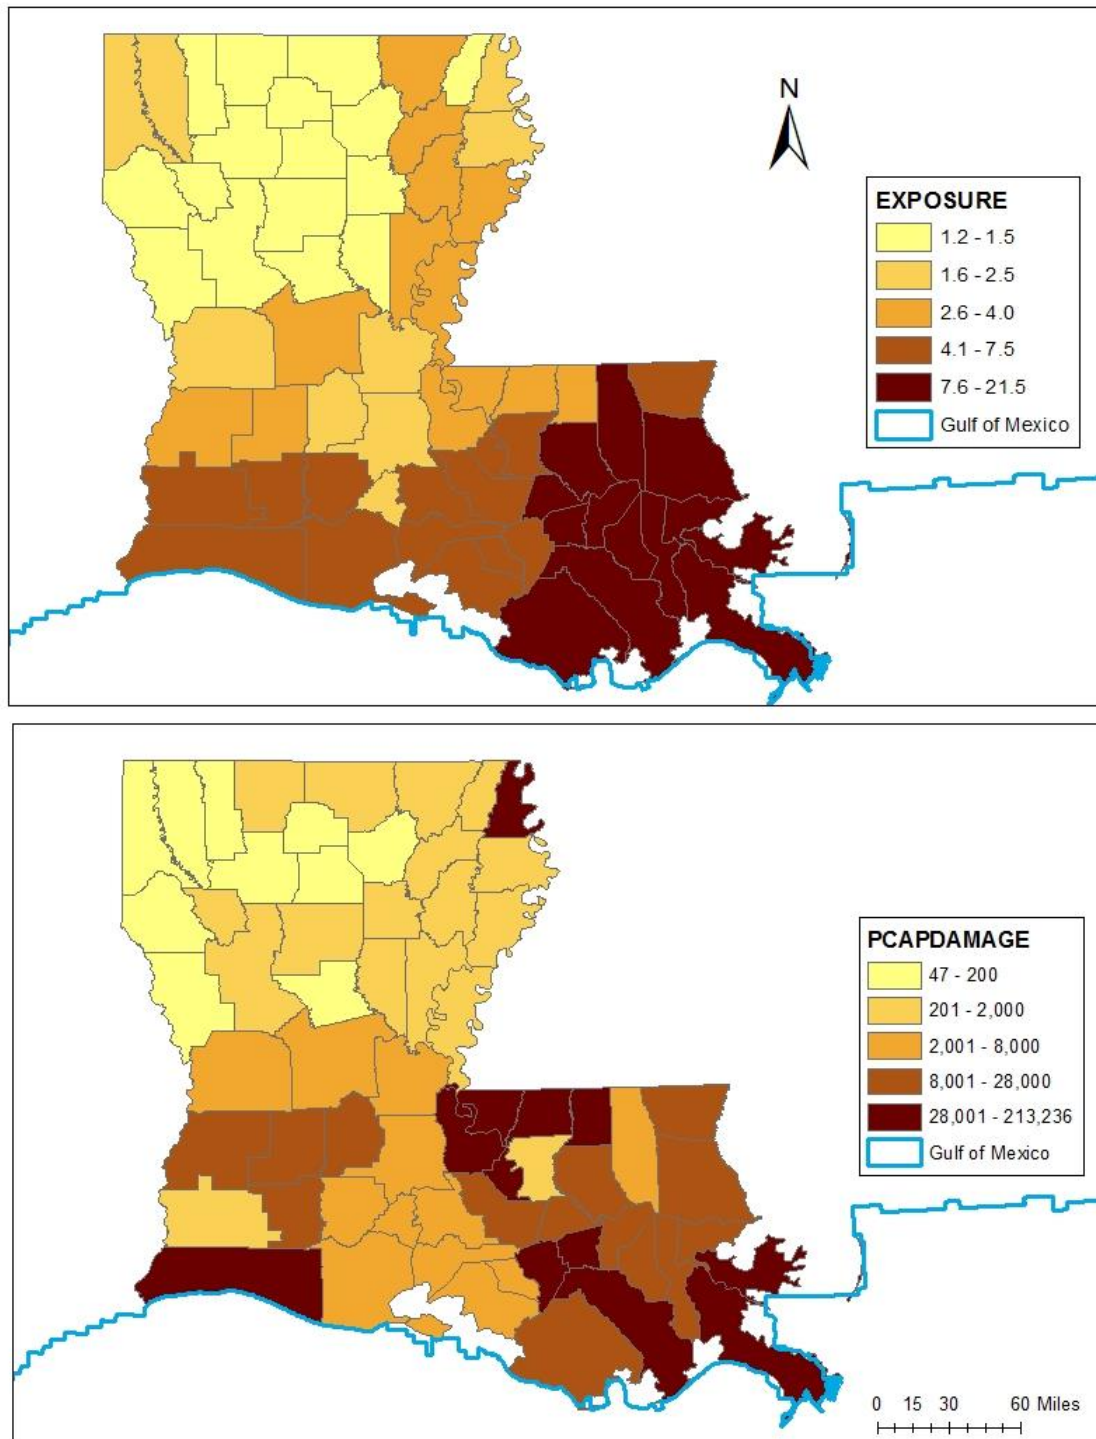 N
EXPOSURE
1.2 - 1.5
1.6 - 2.5
2.6 - 4.0
4.1 - 7.5
7.6 - 21.5
Gulf of Mexico
PCAPDAMAGE
47 - 200
201 - 2,000
2,001 - 8,000
8,001 - 28,000
28,001 - 213,236
Gulf of Mexico
0 15 30 60 Miles